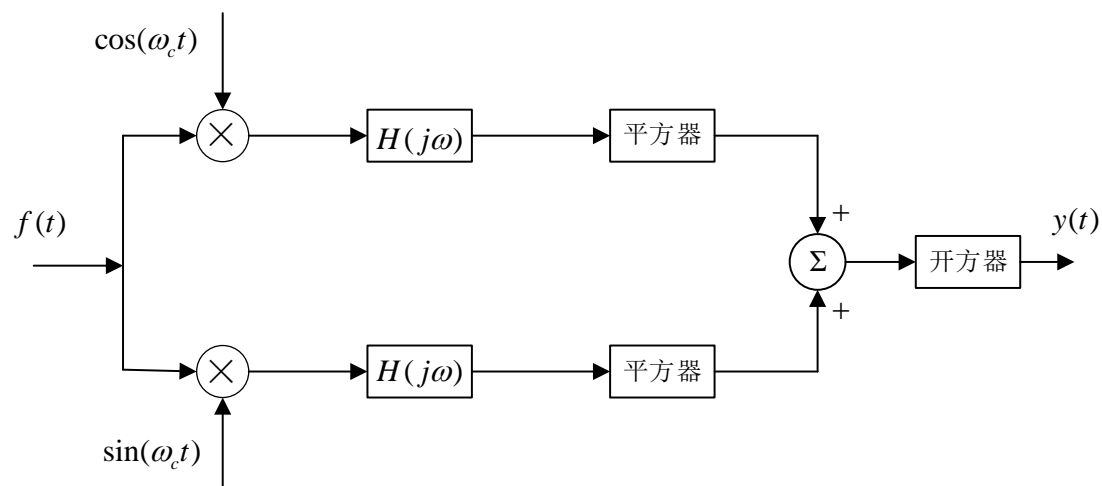 cos(ω_c t)
×
H(jω)
平方器
+
f(t)
Σ
开方器
y(t)
+
×
H(jω)
平方器
sin(ω_c t)